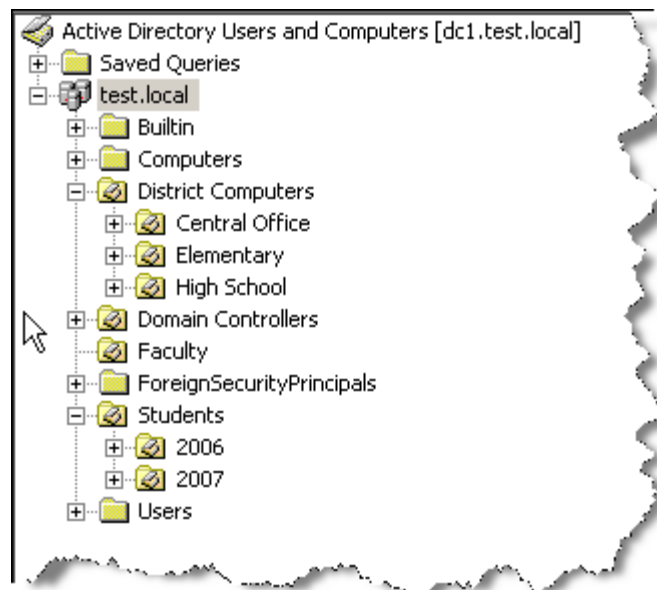 Active Directory Users and Computers [dc1.test.local]
Saved Queries
test.local
Builtin
Computers
District Computers
Central Office
Elementary
High School
Domain Controllers
Faculty
ForeignSecurityPrincipals
Students
2006
2007
Users